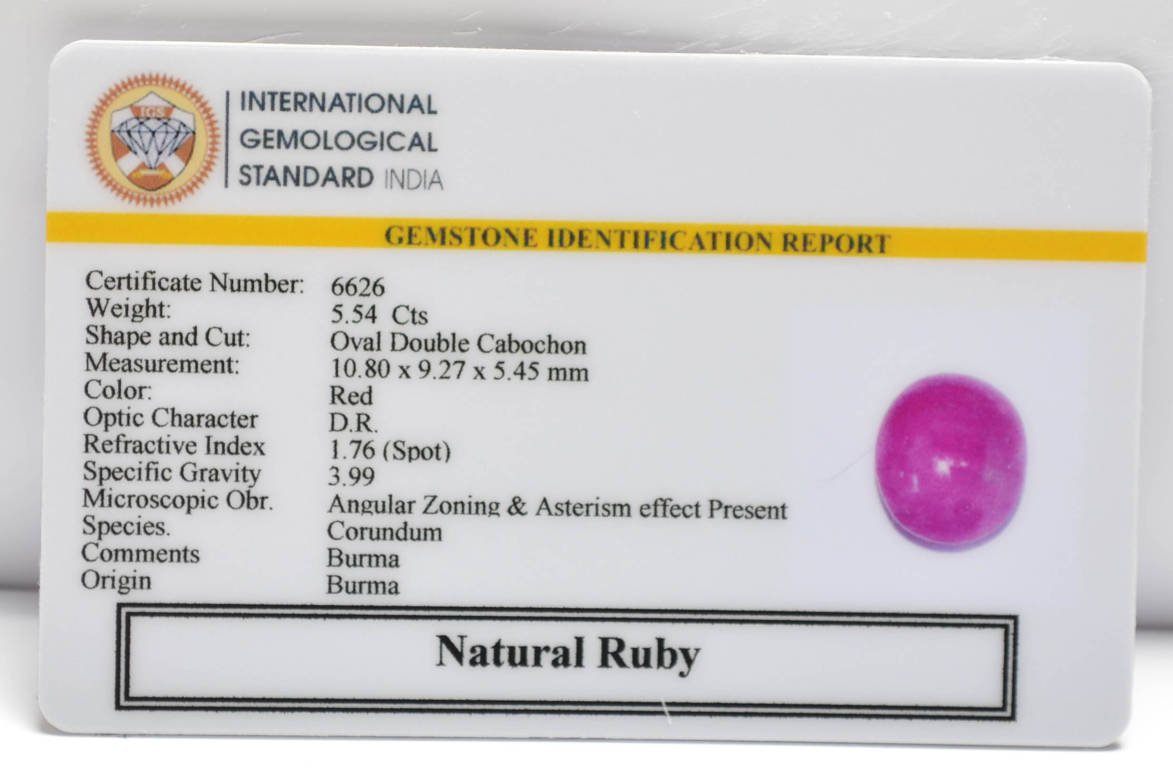 IGS
INTERNATIONAL
GEMOLOGICAL
STANDARD INDIA
GEMSTONE IDENTIFICATION REPORT
Certificate Number: 6626
Weight: 5.54 Cts
Shape and Cut: Oval Double Cabochon
Measurement: 10.80 x 9.27 x 5.45 mm
Color: Red
Optic Character D.R.
Refractive Index 1.76 (Spot)
Specific Gravity 3.99
Microscopic Obr. Angular Zoning & Asterism effect Present
Species. Corundum
Comments Burma
Origin Burma
Natural Ruby